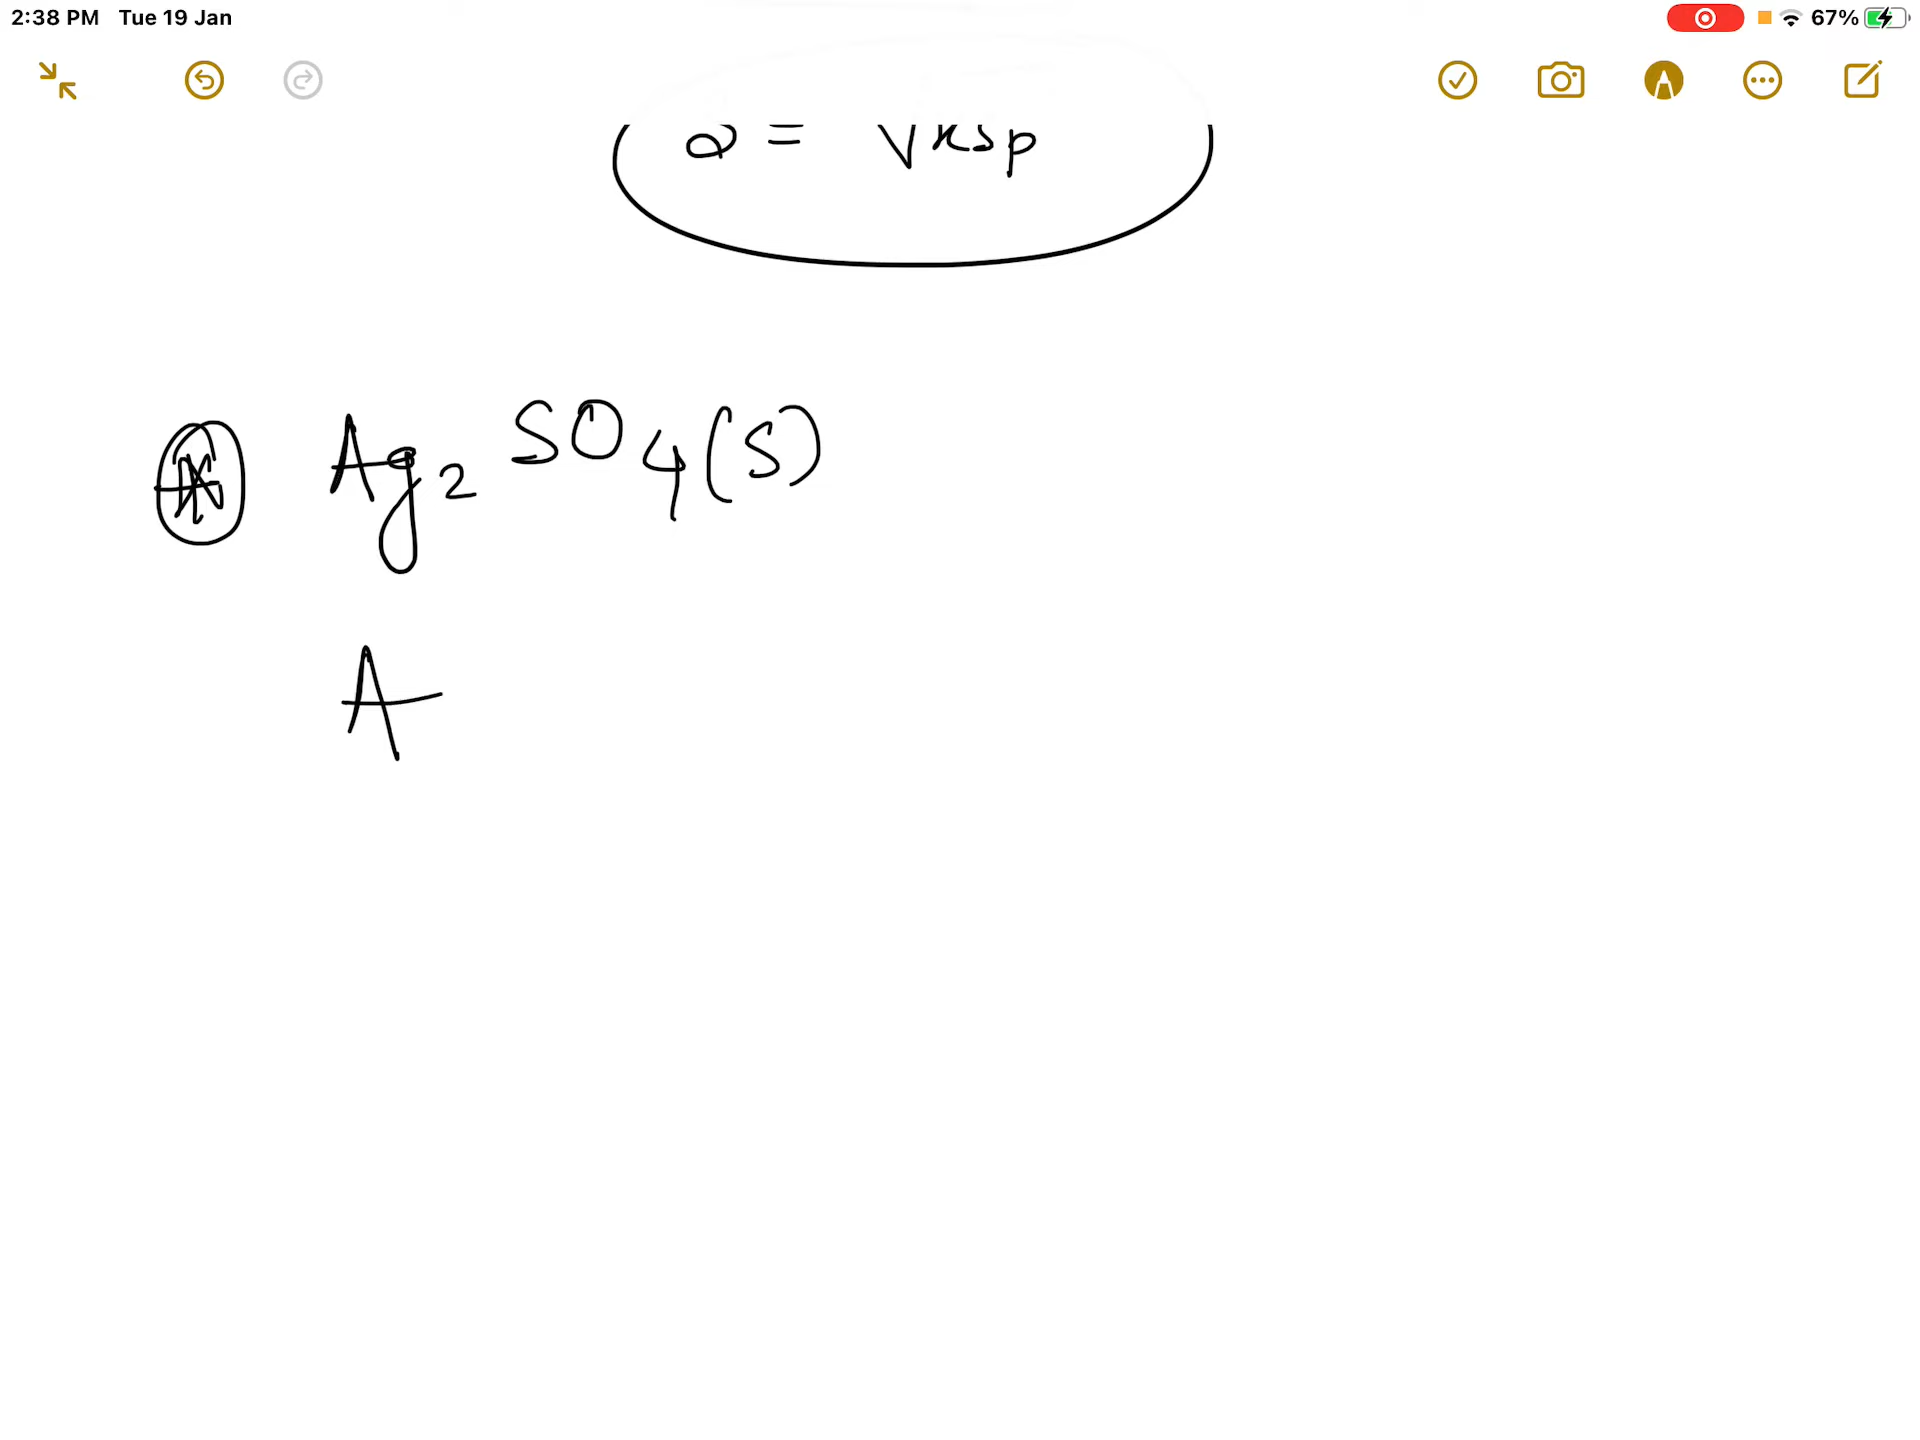 2:38 PM Tue 19 Jan 67%
= √Ksp
Ag2SO4(s)
A